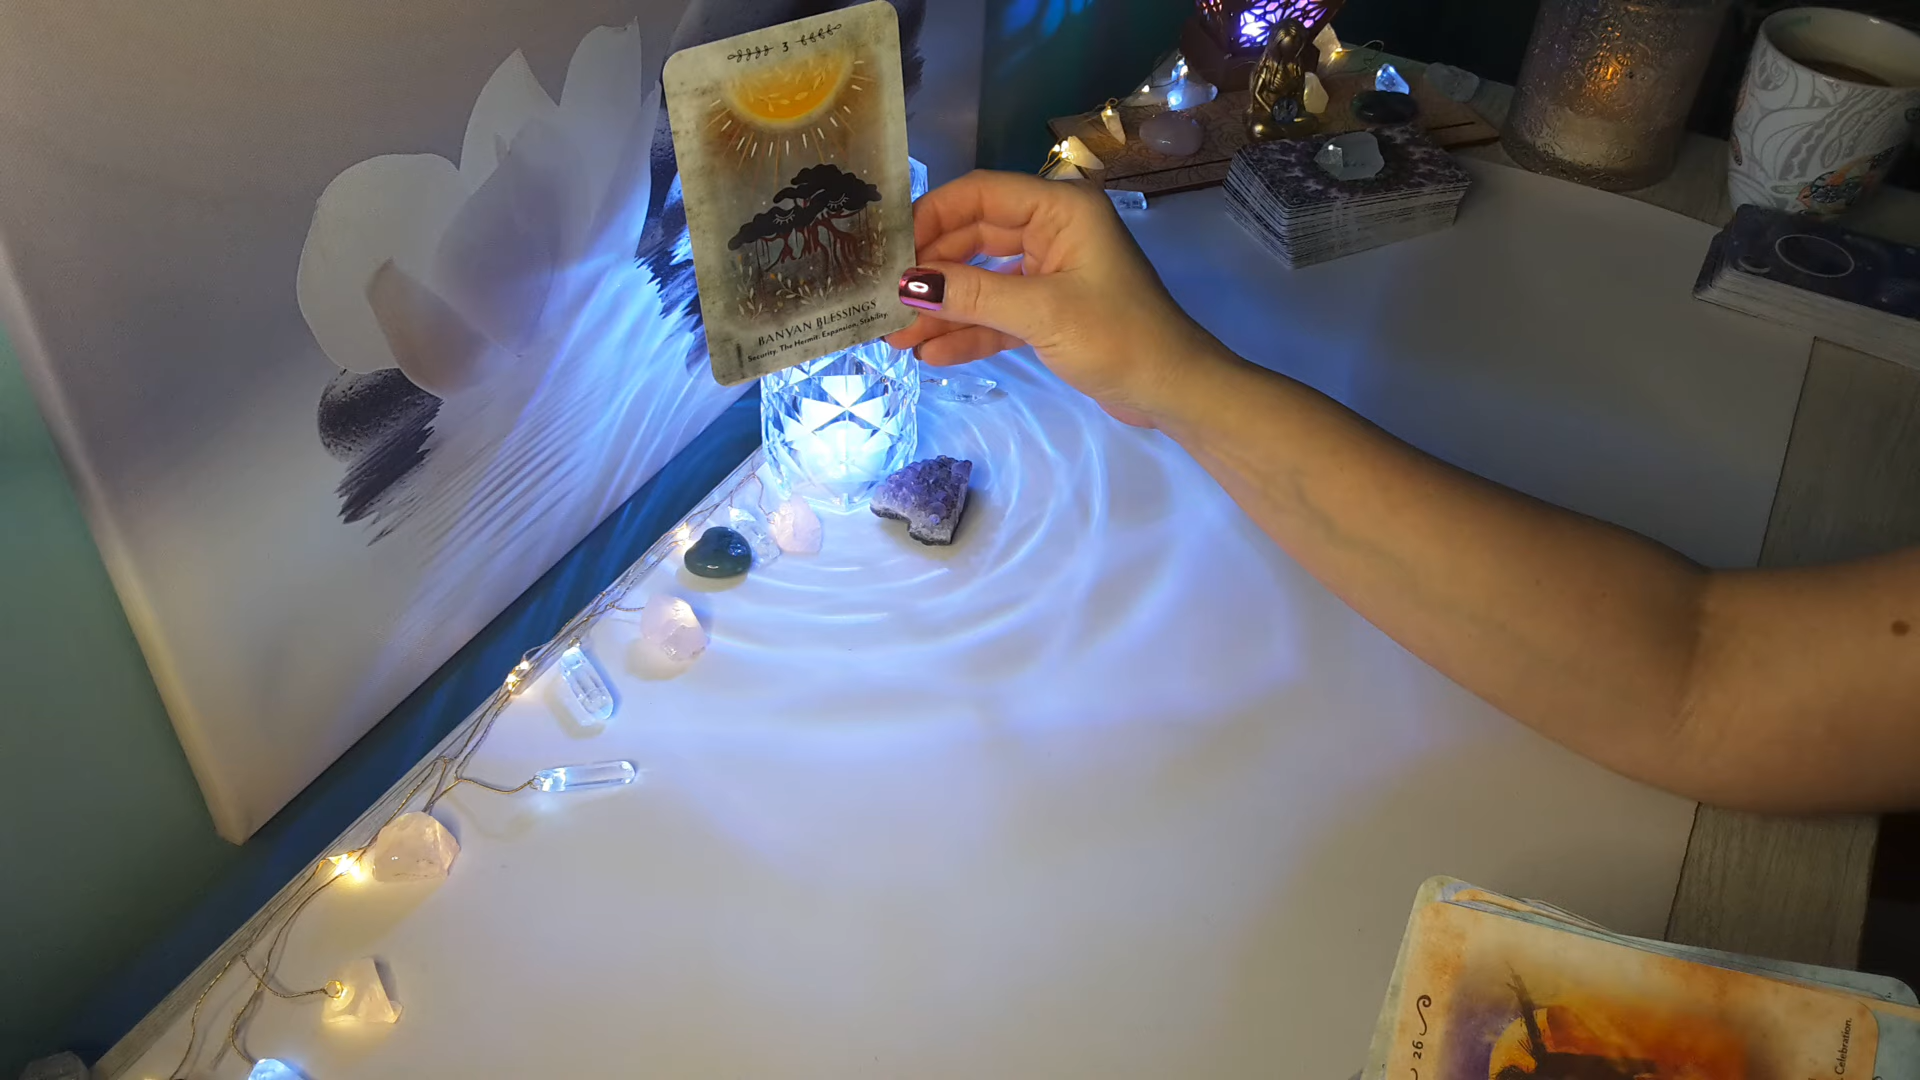 3
BANYAN BLESSINGS
Security. The Hermit. Expansion. Stability.
26
Celebration.